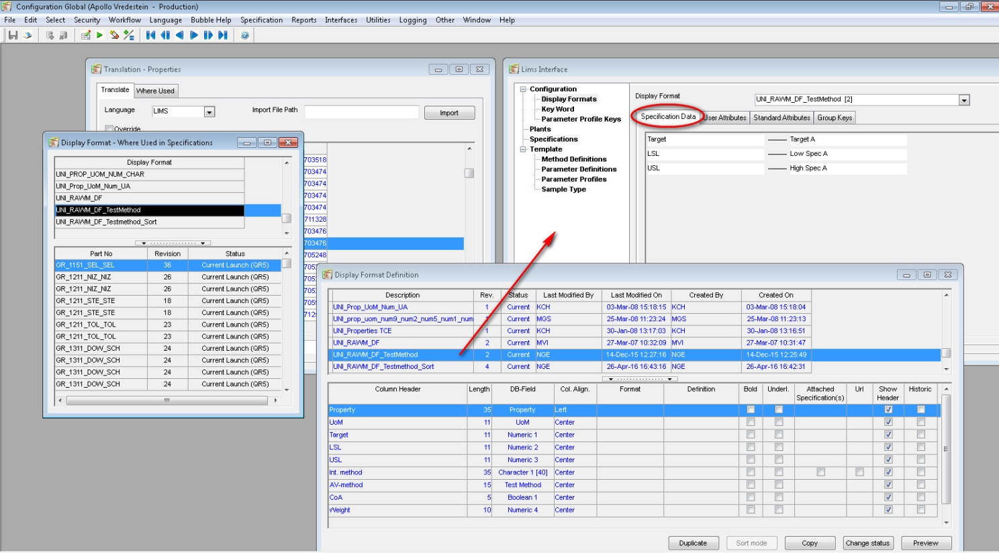 Configuration Global (Apollo Vredestein - Production)
File Edit Select Security Workflow Language Bubble Help Specification Reports Interfaces Utilities Logging Other Window Help
Translation - Properties
Translate Where Used
Language LIMS Import File Path Import
Override
703518
703474
703474
703474
703474
711328
703476
703476
705248
Display Format - Where Used in Specifications
Display Format
UNI_PROP_UOM_NUM_CHAR
UNI_Prop_UoM_Num_UA
UNI_RAWM_DF
UNI_RAWM_DF_TestMethod
UNI_RAWM_DF_Testmethod_Sort
Part No Revision Status
GR_1151_SEL_SEL 36 Current Launch (QR5)
GR_1211_NIZ_NIZ 26 Current Launch (QR5)
GR_1211_NIZ_NIZ 26 Current Launch (QR5)
GR_1211_STE_STE 18 Current Launch (QR5)
GR_1211_STE_STE 18 Current Launch (QR5)
GR_1211_TOL_TOL 23 Current Launch (QR5)
GR_1211_TOL_TOL 23 Current Launch (QR5)
GR_1311_DOW_SCH 24 Current Launch (QR5)
GR_1311_DOW_SCH 24 Current Launch (QR5)
GR_1311_DOW_SCH 24 Current Launch (QR5)
GR_1311_DOW_SCH 24 Current Launch (QR5)
Lims Interface
Configuration
Display Formats
Key Word
Parameter Profile Keys
Plants
Specifications
Template
Method Definitions
Parameter Definitions
Parameter Profiles
Sample Type
Display Format UNI_RAWM_DF_TestMethod [2]
Specification Data User Attributes Standard Attributes Group Keys
Target Target A
LSL Low Spec A
USL High Spec A
Display Format Definition
Description Rev. Status Last Modified By Last Modified On Created By Created On
UNI_Prop_UoM_Num_UA 1 Current KCH 03-Mar-08 15:18:15 KCH 03-Mar-08 15:18:04
UNI_prop_uom_num9_num2_num5_num1_num Current MGS 25-Mar-08 11:23:24 MGS 25-Mar-08 11:23:13
UNI_Properties TCE 1 Current KCH 30-Jan-08 13:17:03 KCH 30-Jan-08 13:16:51
UNI_RAWM_DF 2 Current MVI 27-Mar-07 10:32:09 MVI 27-Mar-07 10:31:47
UNI_RAWM_DF_TestMethod 2 Current NGE 14-Dec-15 12:27:16 NGE 14-Dec-15 12:25:49
UNI_RAWM_DF_Testmethod_Sort 4 Current NGE 26-Apr-16 16:43:16 NGE 26-Apr-16 16:42:31
Column Header Length DB-Field Col. Align. Format Definition Bold Underl. Attached Specification(s) Url Show Header Historic
Property 35 Property Left
UoM 11 UoM Center
Target 11 Numeric 1 Center
LSL 11 Numeric 2 Center
USL 11 Numeric 3 Center
Int. method 35 Character 1 [40] Center
AV-method 15 Test Method Center
CoA 5 Boolean 1 Center
Weight 10 Numeric 4 Center
Duplicate Sort mode Copy Change status Preview